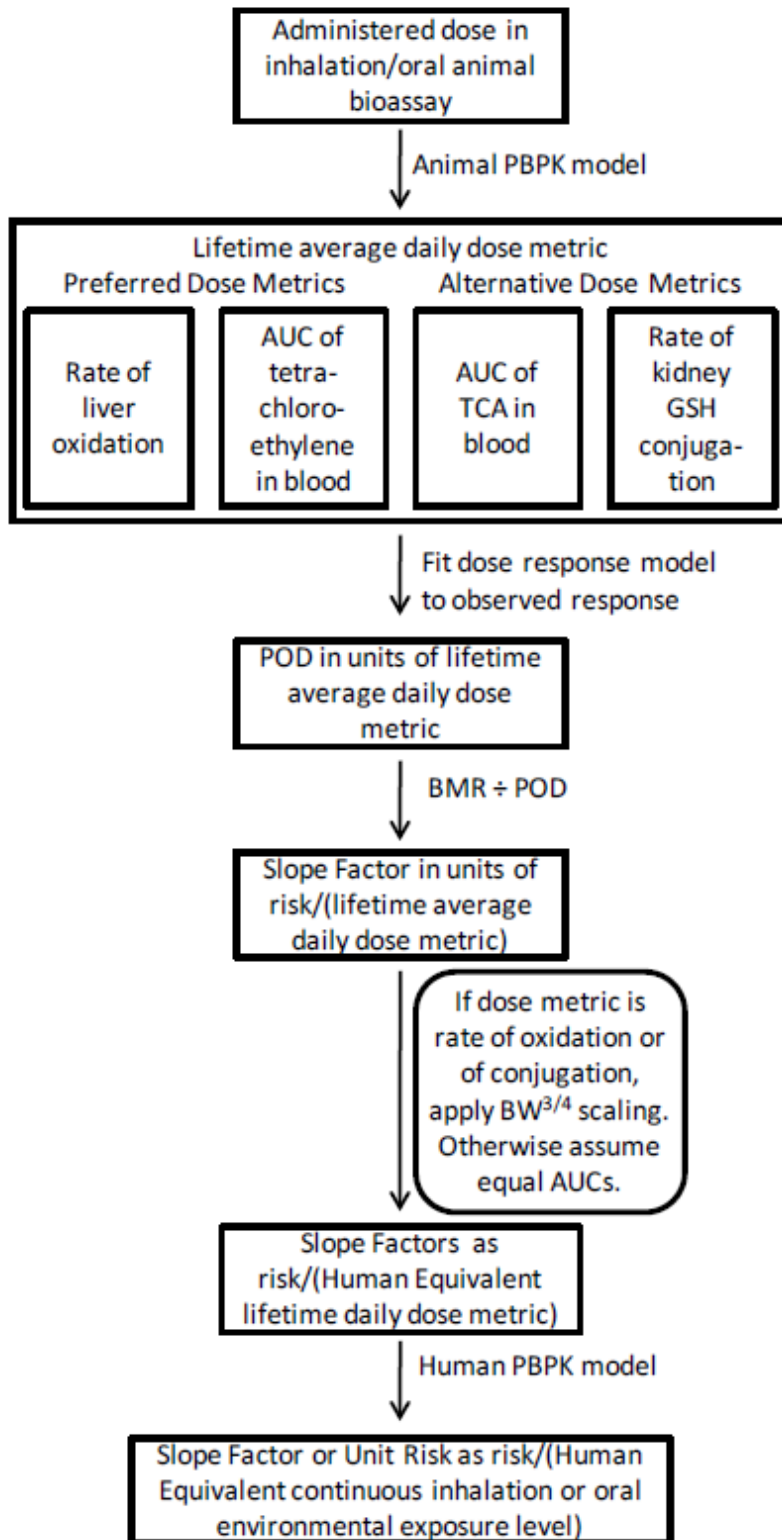 Administered dose in
inhalation/oral animal
bioassay
Animal PBPK model
Lifetime average daily dose metric
Preferred Dose Metrics
Alternative Dose Metrics
Rate of
liver
oxidation
AUC of
tetra-
chloro-
ethylene
in blood
AUC of
TCA in
blood
Rate of
kidney
GSH
conjuga-
tion
Fit dose response model
to observed response
POD in units of lifetime
average daily dose
metric
BMR ÷ POD
Slope Factor in units of
risk/(lifetime average
daily dose metric)
If dose metric is
rate of oxidation or
of conjugation,
apply BW^3/4 scaling.
Otherwise assume
equal AUCs.
Slope Factors as
risk/(Human Equivalent
lifetime daily dose metric)
Human PBPK model
Slope Factor or Unit Risk as risk/(Human
Equivalent continuous inhalation or oral
environmental exposure level)